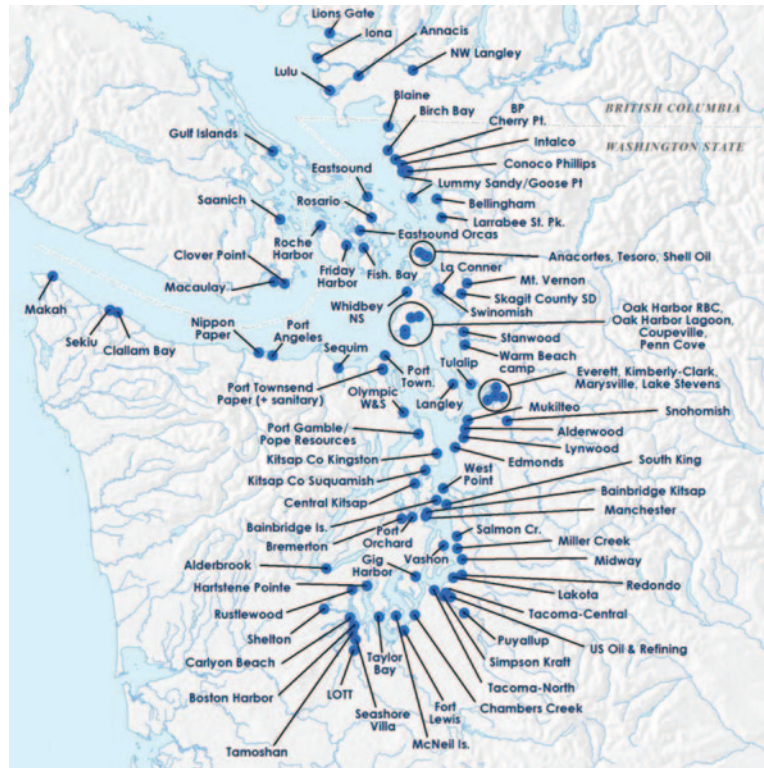 Lions Gate
Iona
Annacis
NW Langley
Lulu
Blaine
BRITISH COLUMBIA
Birch Bay
BP
Cherry Pt.
WASHINGTON STATE
Intalco
Gulf Islands
Conoco Phillips
Eastsound
Lummy Sandy/Goose Pt
Saanich
Rosario
Bellingham
Larrabee St. Pk.
Roche
Harbor
Eastsound Orcas
Clover Point
Friday
Harbor
Fish. Bay
Anacortes, Tesoro, Shell Oil
La Conner
Mt. Vernon
Macaulay
Skagit County SD
Makah
Whidbey
NS
Swinomish
Oak Harbor RBC,
Oak Harbor Lagoon,
Coupeville,
Penn Cove
Sekiu
Clallam Bay
Nippon
Paper
Port
Angeles
Stanwood
Sequim
Warm Beach
camp
Port
Town.
Tulalip
Everett, Kimberly-Clark,
Marysville, Lake Stevens
Port Townsend
Paper (+ sanitary)
Olympic
W&S
Langley
Mukilteo
Snohomish
Port Gamble/
Pope Resources
Alderwood
Lynwood
Kitsap Co Kingston
Edmonds
South King
Kitsap Co Suquamish
West
Point
Central Kitsap
Bainbridge Kitsap
Bainbridge Is.
Manchester
Bremerton
Port
Orchard
Salmon Cr.
Miller Creek
Alderbrook
Gig
Harbor
Vashon
Midway
Hartstene Pointe
Redondo
Lakota
Rustlewood
Tacoma-Central
Shelton
Puyallup
US Oil & Refining
Carlyon Beach
Taylor
Bay
Simpson Kraft
Boston Harbor
LOTT
Tacoma-North
Seashore
Villa
Fort
Lewis
Chambers Creek
Tamoshan
McNeil Is.